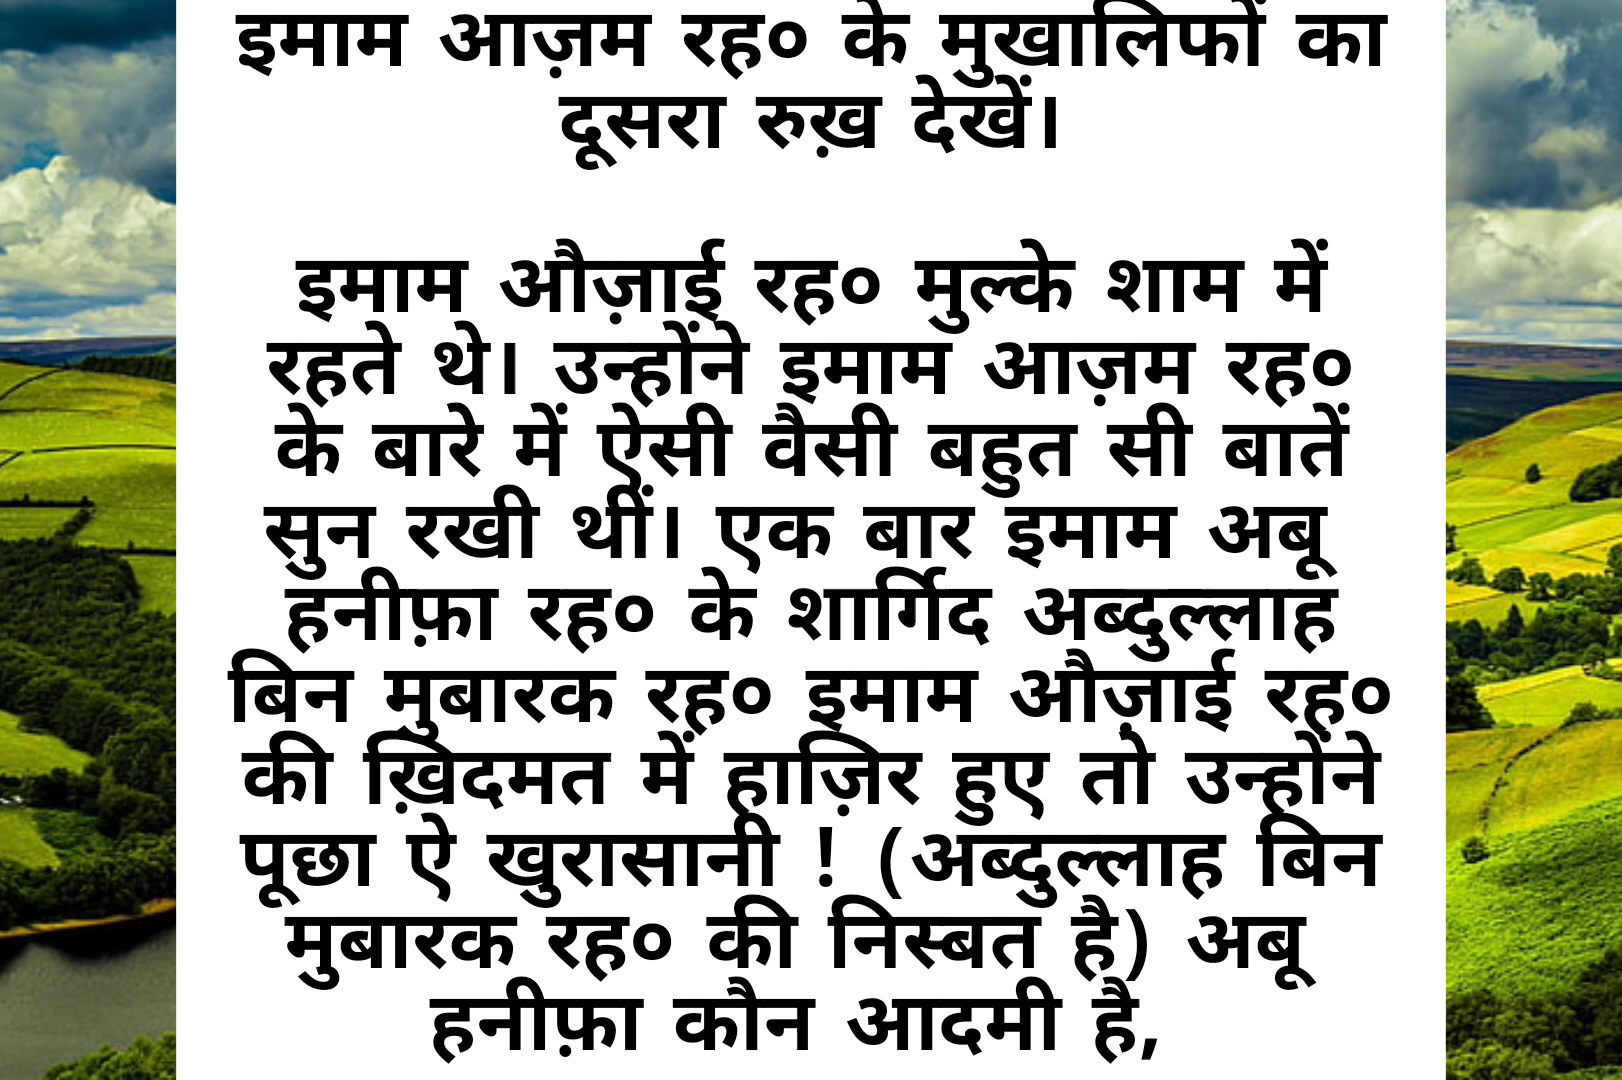 इमाम आज़म रह० के मुखालिफों का
दूसरा रुख़ देखें।
इमाम औज़ाई रह० मुल्के शाम में
रहते थे। उन्होंने इमाम आज़म रह०
के बारे में ऐसी वैसी बहुत सी बातें
सुन रखी थीं। एक बार इमाम अबू
हनीफ़ा रह० के शार्गिद अब्दुल्लाह
बिन मुबारक रह० इमाम औज़ाई रह०
की ख़िदमत में हाज़िर हुए तो उन्होंने
पूछा ऐ खुरासानी ! (अब्दुल्लाह बिन
मुबारक रह० की निस्बत है) अबू
हनीफ़ा कौन आदमी है,